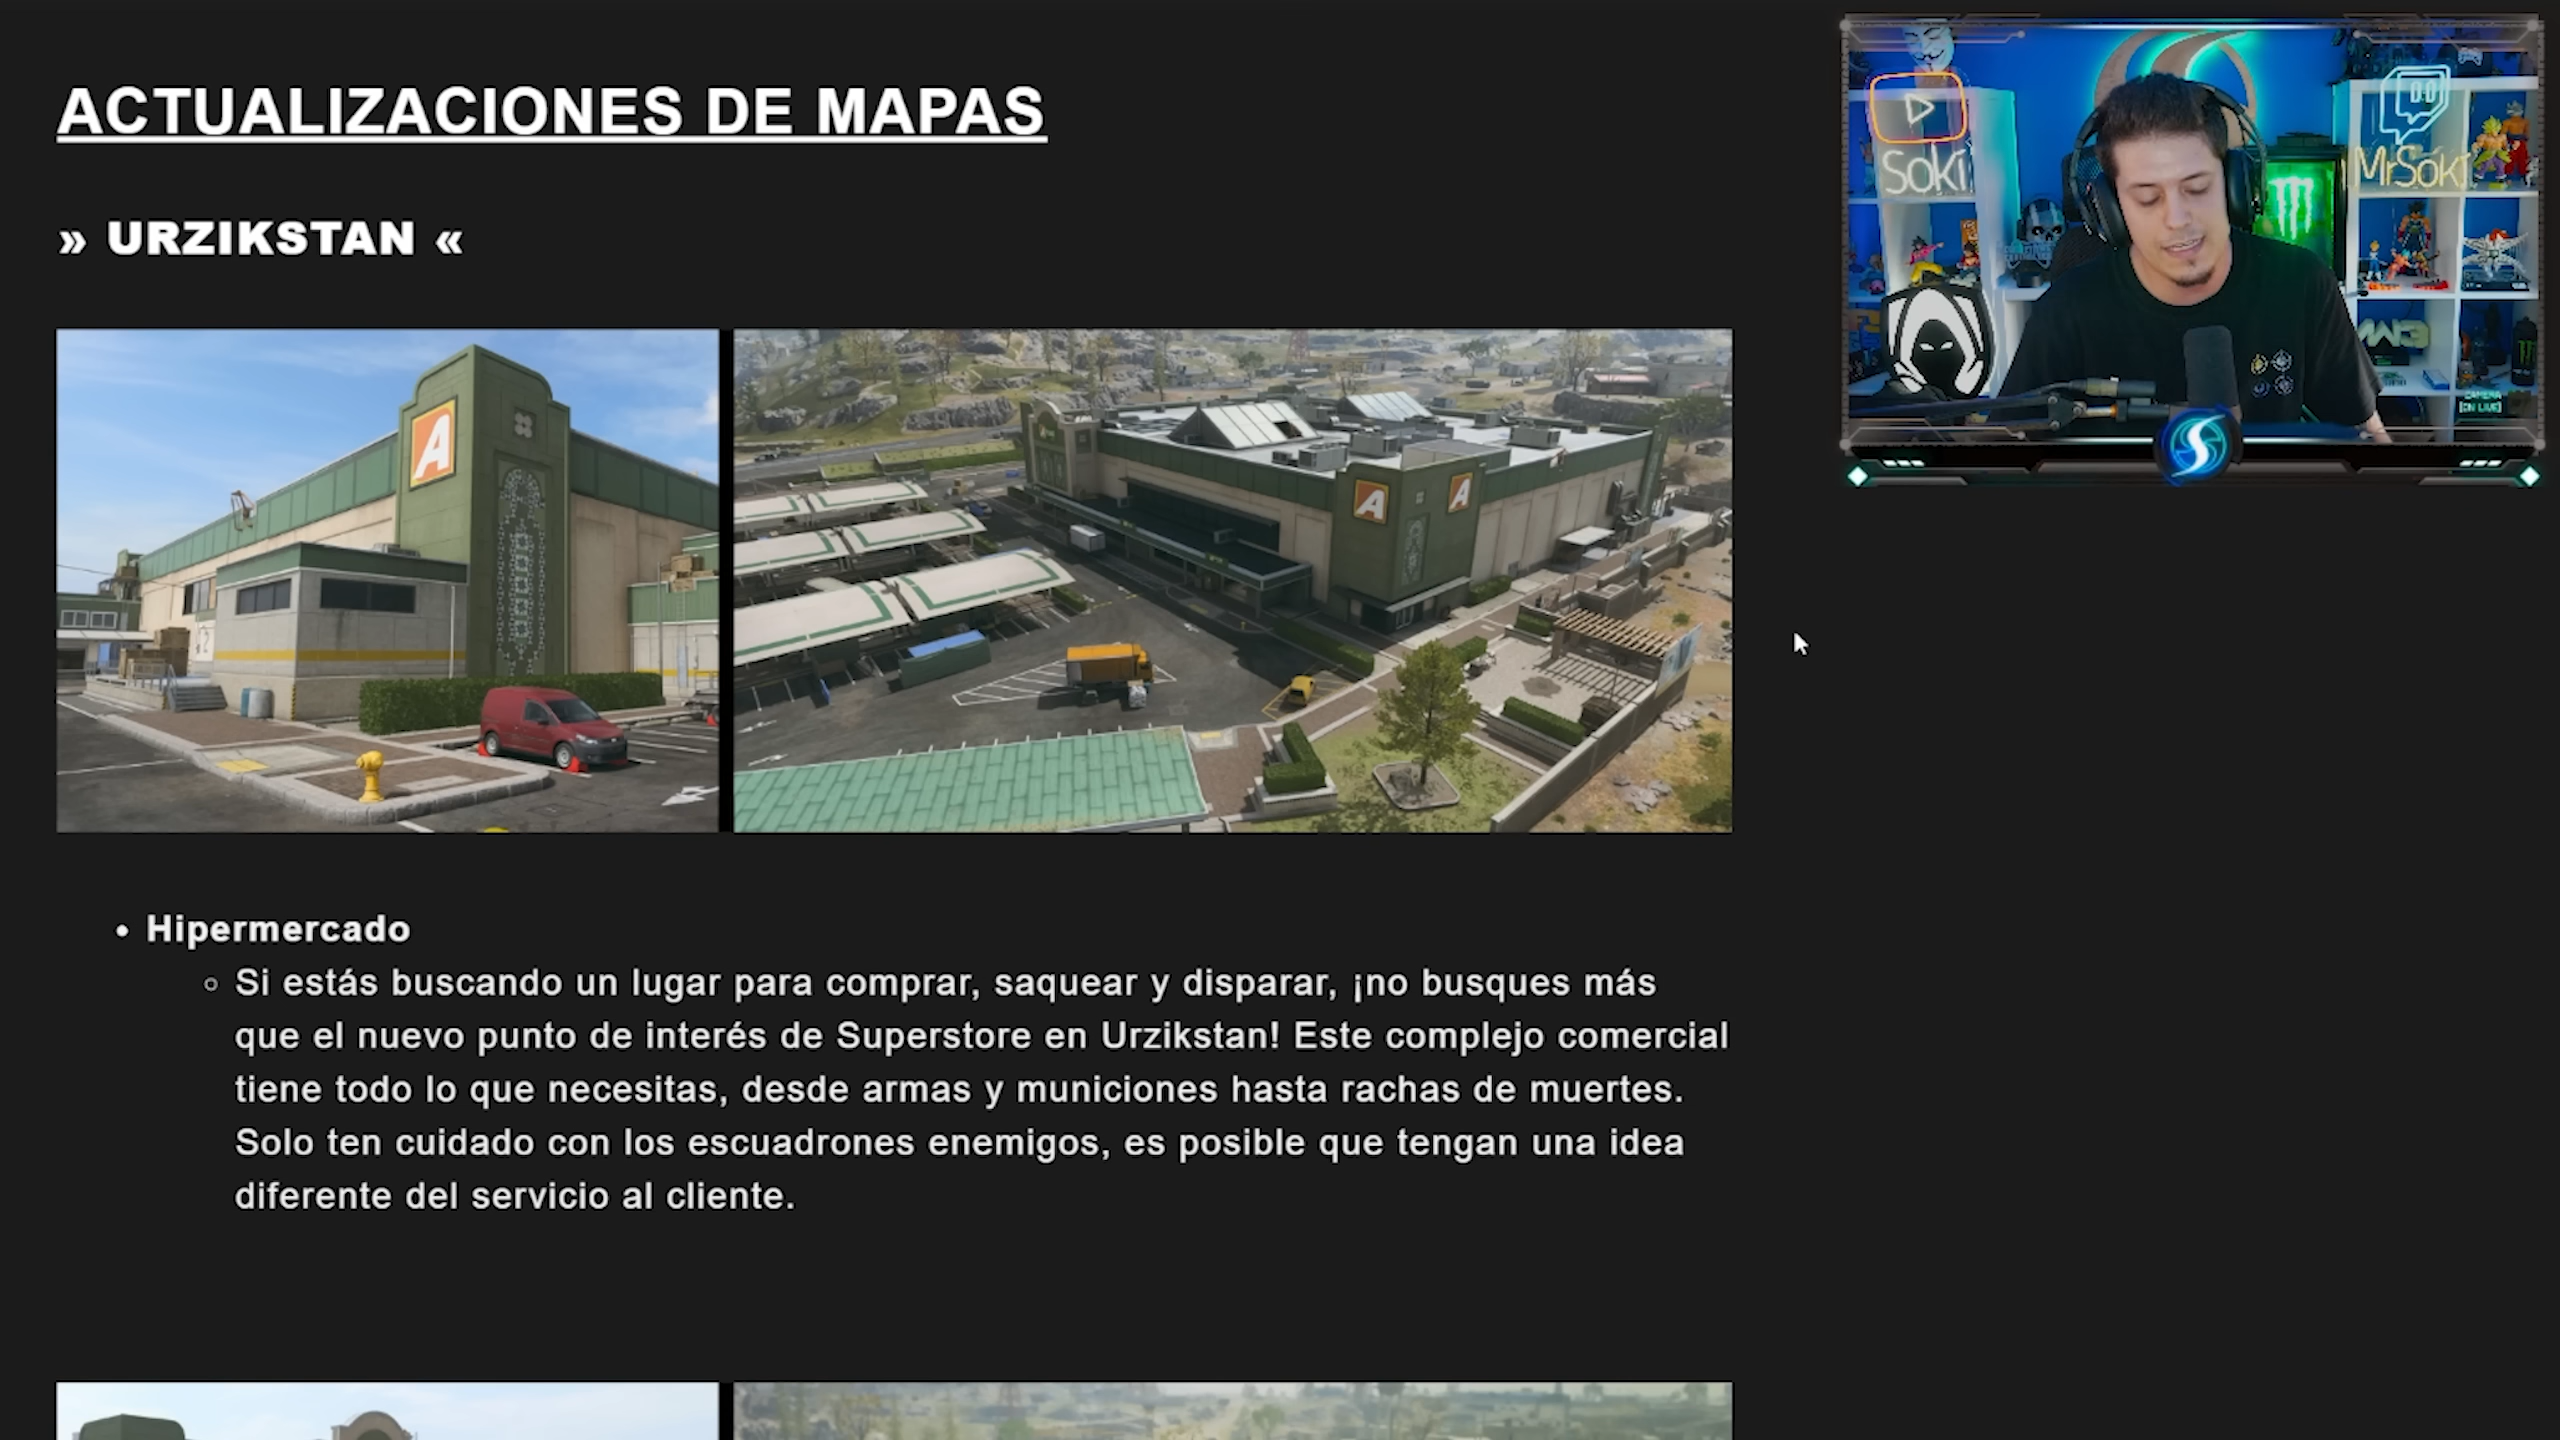 ACTUALIZACIONES DE MAPAS
» URZIKSTAN «
A
A
A
Soki
MrSoki
• Hipermercado
Si estás buscando un lugar para comprar, saquear y disparar, ¡no busques más
que el nuevo punto de interés de Superstore en Urzikstan! Este complejo comercial
tiene todo lo que necesitas, desde armas y municiones hasta rachas de muertes.
Solo ten cuidado con los escuadrones enemigos, es posible que tengan una idea
diferente del servicio al cliente.